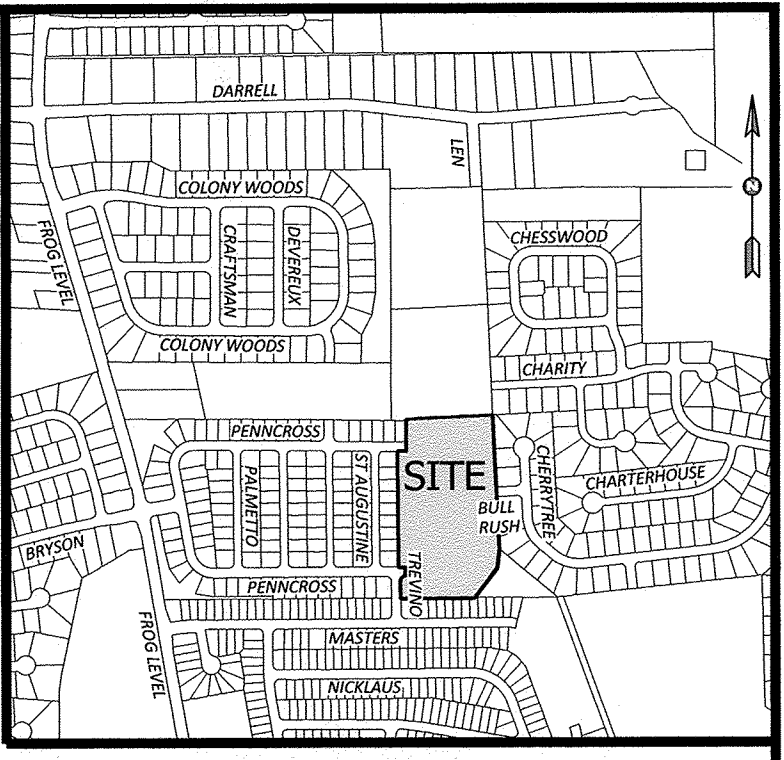 DARRELL
LEN
COLONY WOODS
FROG LEVEL
CRAFTSMAN
DEVEREUX
CHESSWOOD
N
COLONY WOODS
CHARITY
PENNCROSS
PALMETTO
ST AUGUSTINE
SITE
CHERRYTREE
CHARTERHOUSE
BULL
RUSH
BRYSON
PENNCROSS
TREVINO
FROG LEVEL
MASTERS
NICKLAUS